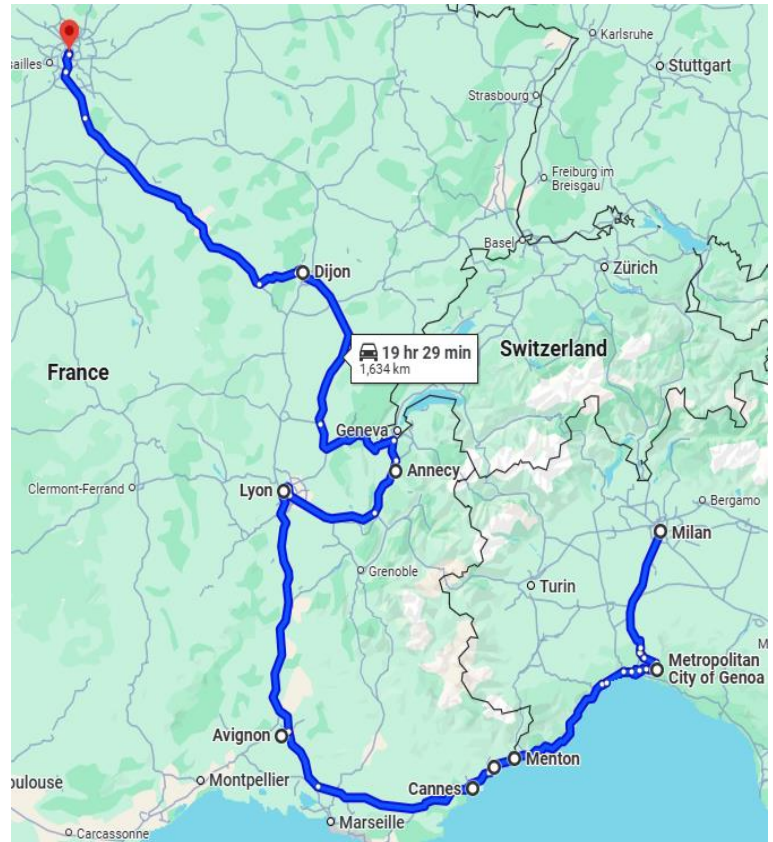 Karlsruhe
sailles
Stuttgart
Strasbourg
Freiburg im
Breisgau
Basel
Zürich
Dijon
19 hr 29 min
1,634 km
Switzerland
France
Geneva
Annecy
Clermont-Ferrand
Lyon
Bergamo
Milan
Grenoble
Turin
M
Metropolitan
City of Genoa
Avignon
Menton
oulouse
Montpellier
Cannes
Marseille
Carcassonne